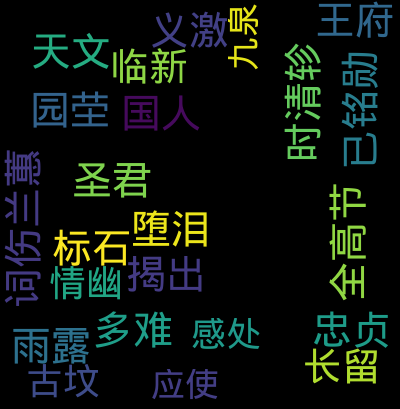 王府
义激
九泉
天文
临新
时清轸
已铭勋
园茔
国人
词伤兰蕙
圣君
全高节
堕泪
标石
情幽
揭出
雨露
多难
感处
忠贞
长留
古坟
应使